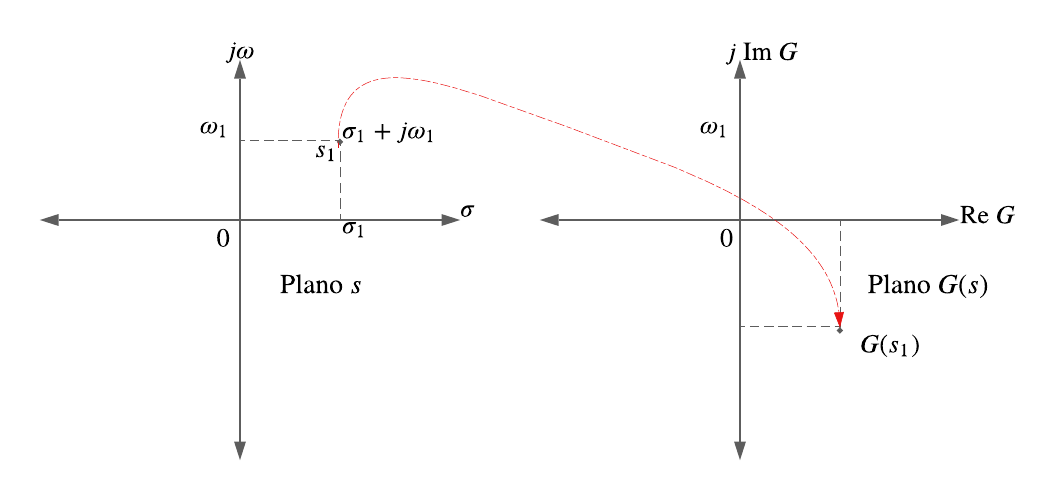 jω
ω₁
σ₁ + jω₁
s₁
σ
σ₁
0
Plano s
j Im G
ω₁
Re G
0
Plano G(s)
G(s₁)